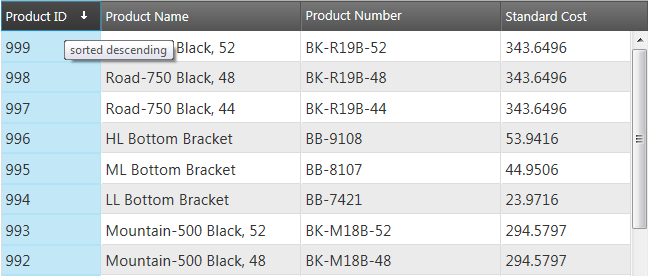 Product ID Product Name Product Number Standard Cost
999 Black, 52 BK-R19B-52 343.6496
sorted descending
998 Road-750 Black, 48 BK-R19B-48 343.6496
997 Road-750 Black, 44 BK-R19B-44 343.6496
996 HL Bottom Bracket BB-9108 53.9416
995 ML Bottom Bracket BB-8107 44.9506
994 LL Bottom Bracket BB-7421 23.9716
993 Mountain-500 Black, 52 BK-M18B-52 294.5797
992 Mountain-500 Black, 48 BK-M18B-48 294.5797